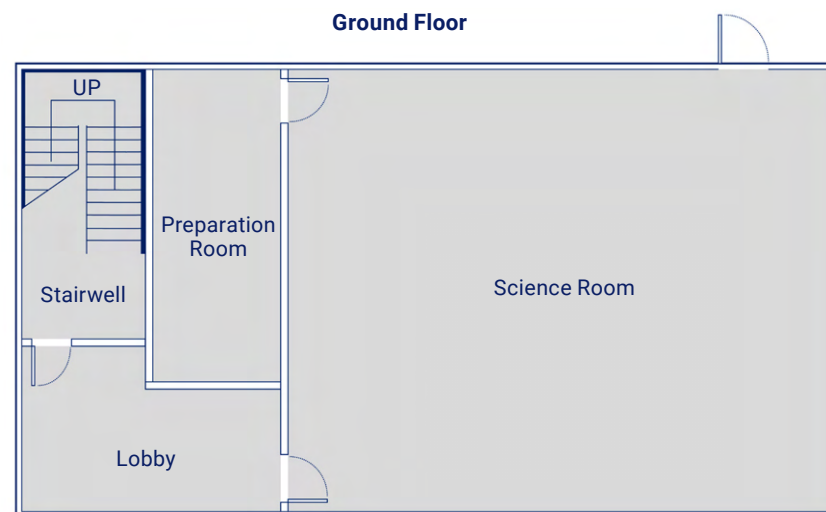 Ground Floor
UP
Preparation
Room
Stairwell
Science Room
Lobby